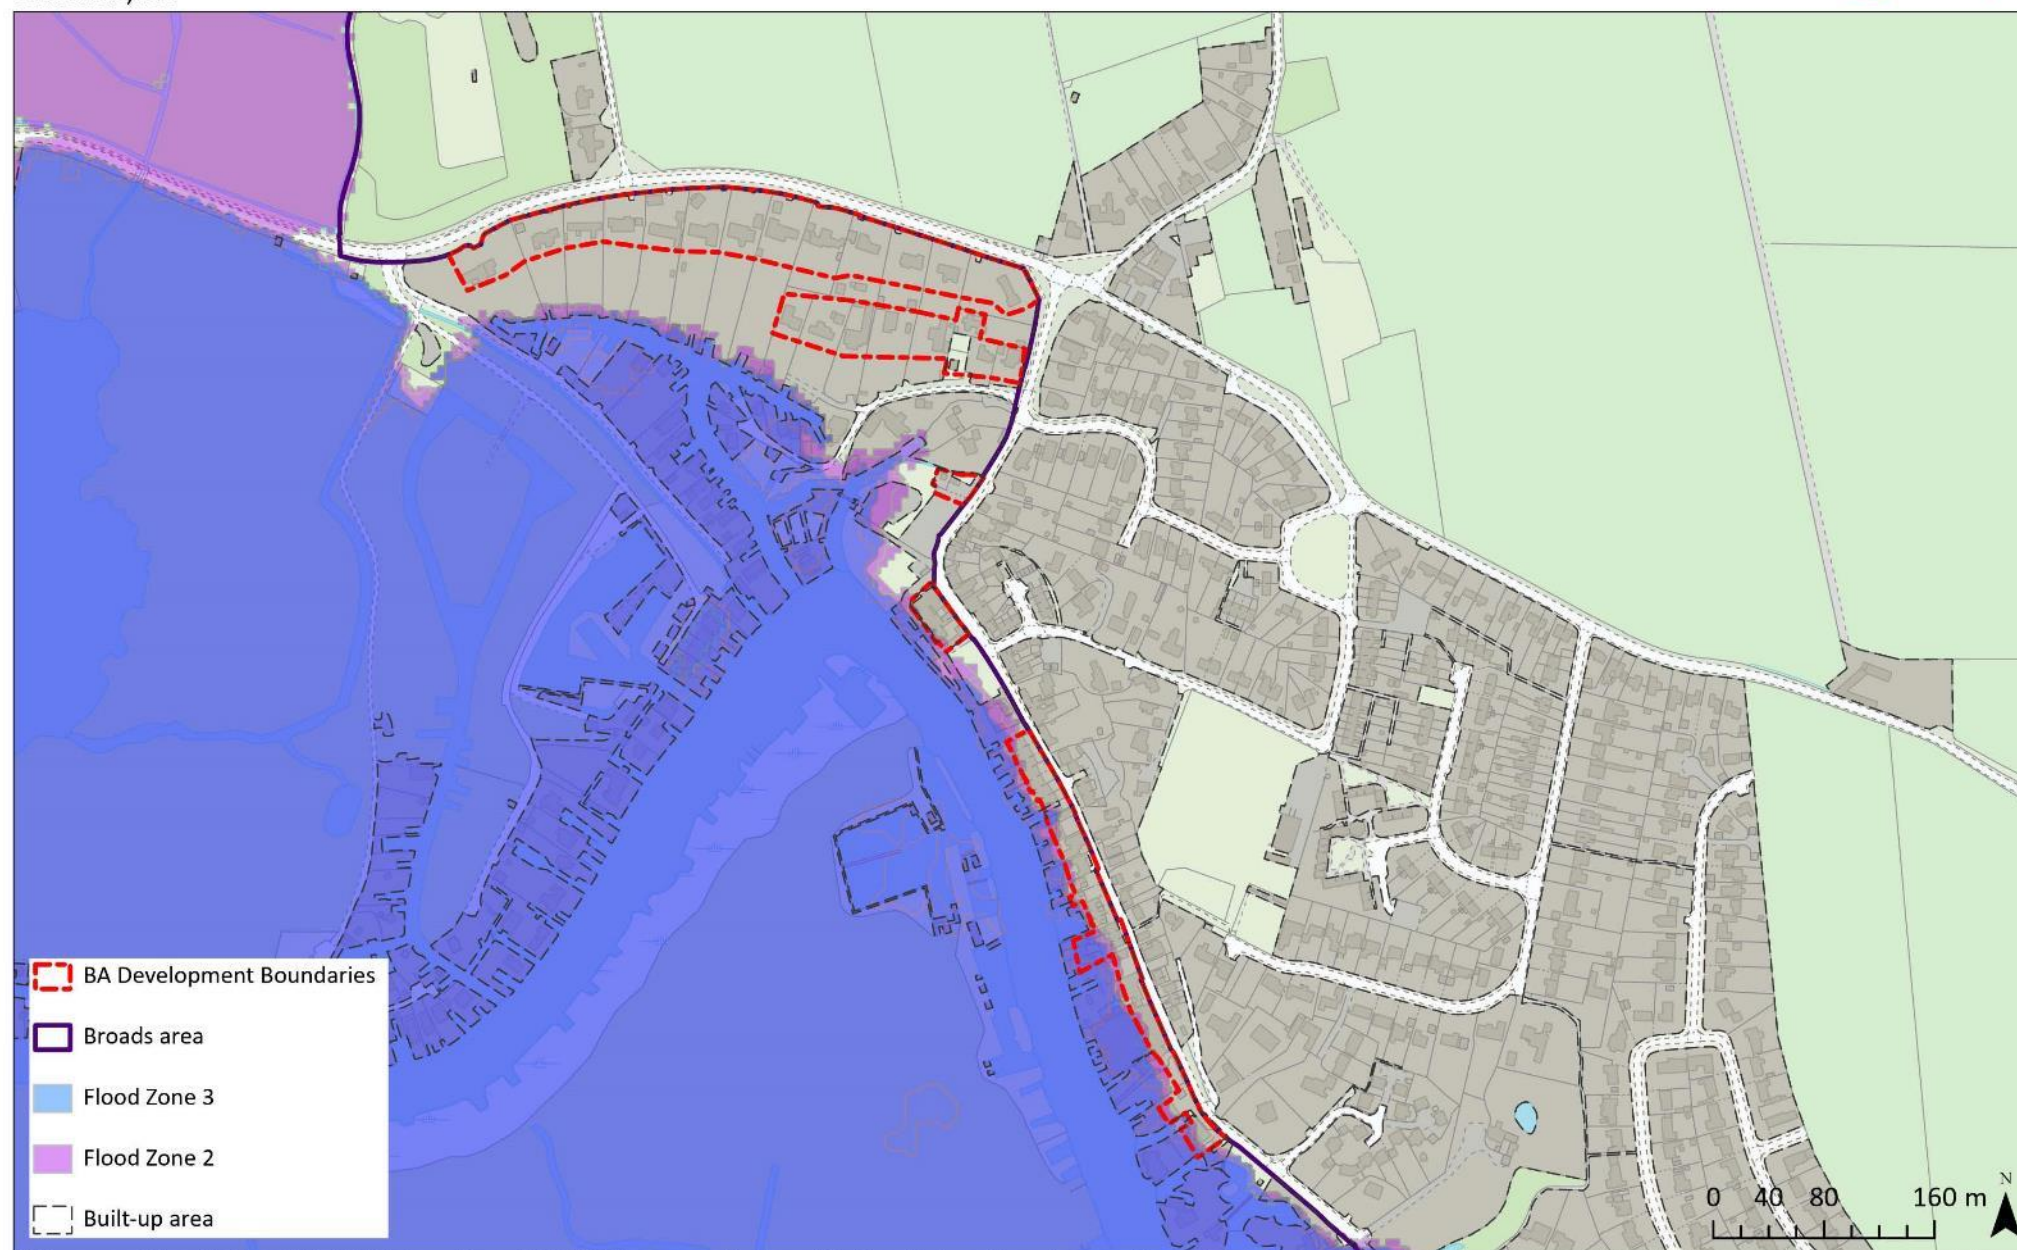 BA Development Boundaries
Broads area
Flood Zone 3
Flood Zone 2
Built-up area
0 40 80 160 m
N